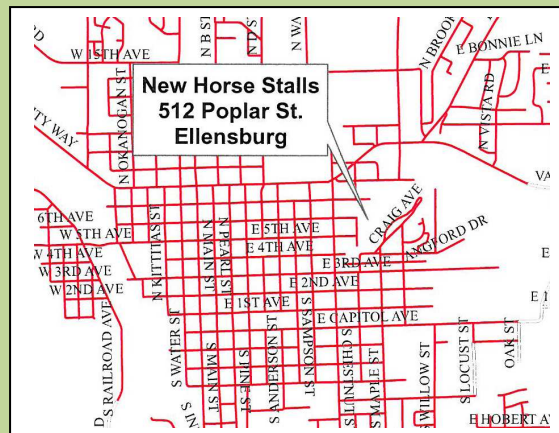 W 15TH AVE
N B ST
N D ST
N WA
N BROOK
E BONNIE LN
N VISTA RD
New Horse Stalls
512 Poplar St.
Ellensburg
N OKANOGAN ST
TY WAY
VA
CRAIG AVE
ANGFORD DR
6TH AVE
W 5TH AVE
W 4TH AVE
W 3RD AVE
W 2ND AVE
N KITTITAS ST
N MAIN ST
N PEARL ST
E 5TH AVE
E 4TH AVE
E 3RD AVE
E 2ND AVE
E 1ST AVE
E CAPITOL AVE
S RAILROAD AVE
S WATER ST
S MAIN ST
S PINE ST
S ANDERSON ST
S SAMPSON ST
S CHESTNUT ST
S MAPLE ST
S WILLOW ST
S LOCUST ST
OAK ST
E HOBERT AV